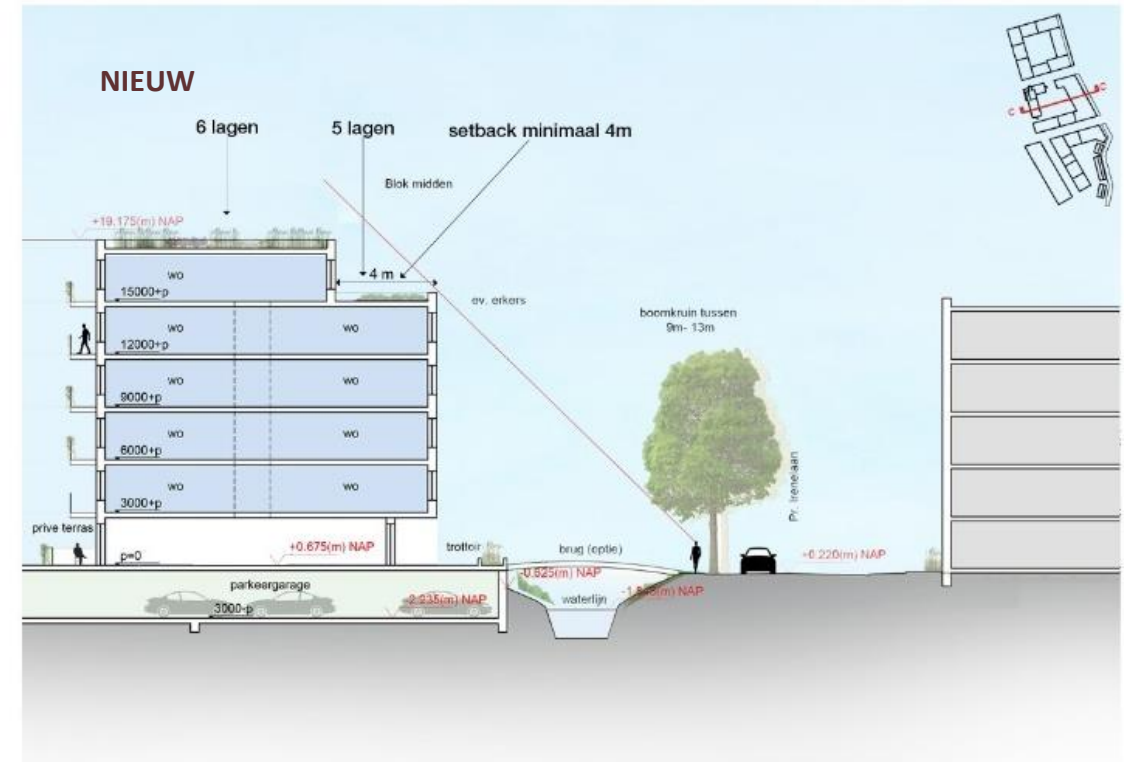 NIEUW
6 lagen
5 lagen
setback minimaal 4m
Blok midden
C
C
+19.175(m) NAP
4 m
wo
15000+p
ev. erkers
boomkruin tussen
9m- 13m
wo
wo
12000+p
wo
wo
9000+p
wo
wo
6000+p
wo
wo
3000+p
Pr. Irenelaan
prive terras
p=0
+0.675(m) NAP
trottoir
brug (optie)
+0.220(m) NAP
-0.625(m) NAP
parkeergarage
waterlijn
(m) NAP
-2.235(m) NAP
3000-p